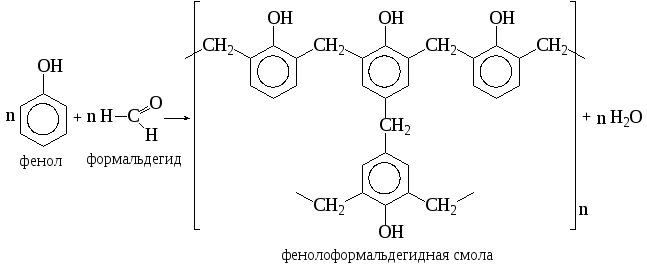 OH OH OH
CH2 CH2 CH2 CH2
OH
n + n H C O + n H2O
H
CH2
фенол формальдегид
CH2 CH2
n
OH
фенолоформальдегидная смола